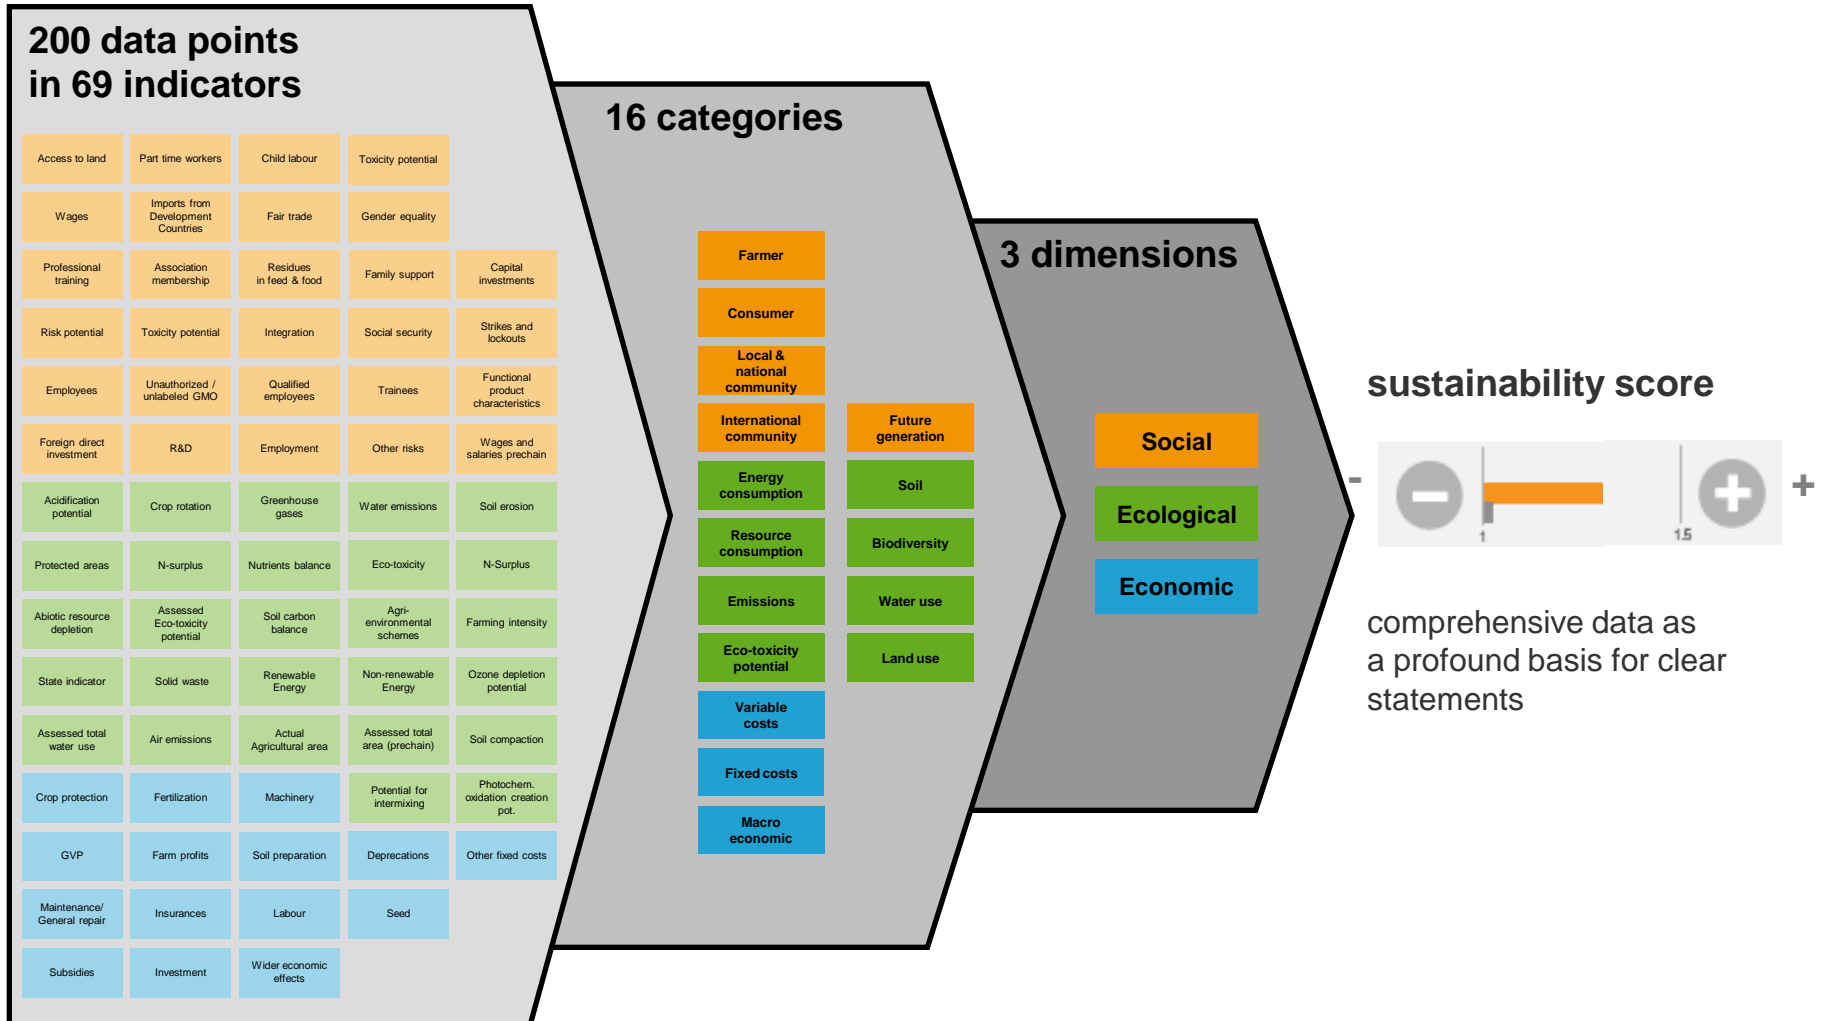 200 data points
in 69 indicators
Access to land
Part time workers
Child labour
Toxicity potential
Wages
Imports from
Development
Countries
Fair trade
Gender equality
Professional
training
Association
membership
Residues
in feed & food
Family support
Capital
investments
Risk potential
Toxicity potential
Integration
Social security
Strikes and
lockouts
Employees
Unauthorized /
unlabeled GMO
Qualified
employees
Trainees
Functional
product
characteristics
Foreign direct
investment
R&D
Employment
Other risks
Wages and
salaries prechain
Acidification
potential
Crop rotation
Greenhouse
gases
Water emissions
Soil erosion
Protected areas
N-surplus
Nutrients balance
Eco-toxicity
N-Surplus
Abiotic resource
depletion
Assessed
Eco-toxicity
potential
Soil carbon
balance
Agri-
environmental
schemes
Farming intensity
State indicator
Solid waste
Renewable
Energy
Non-renewable
Energy
Ozone depletion
potential
Assessed total
water use
Air emissions
Actual
Agricultural area
Assessed total
area (prechain)
Soil compaction
Crop protection
Fertilization
Machinery
Potential for
intermixing
Photochem.
oxidation creation
pot.
GVP
Farm profits
Soil preparation
Deprecations
Other fixed costs
Maintenance/
General repair
Insurances
Labour
Seed
Subsidies
Investment
Wider economic
effects
16 categories
Farmer
Consumer
Local &
national
community
International
community
Future
generation
Energy
consumption
Soil
Resource
consumption
Biodiversity
Emissions
Water use
Eco-toxicity
potential
Land use
Variable
costs
Fixed costs
Macro
economic
3 dimensions
Social
Ecological
Economic
sustainability score
- +
1 1.5
comprehensive data as
a profound basis for clear
statements